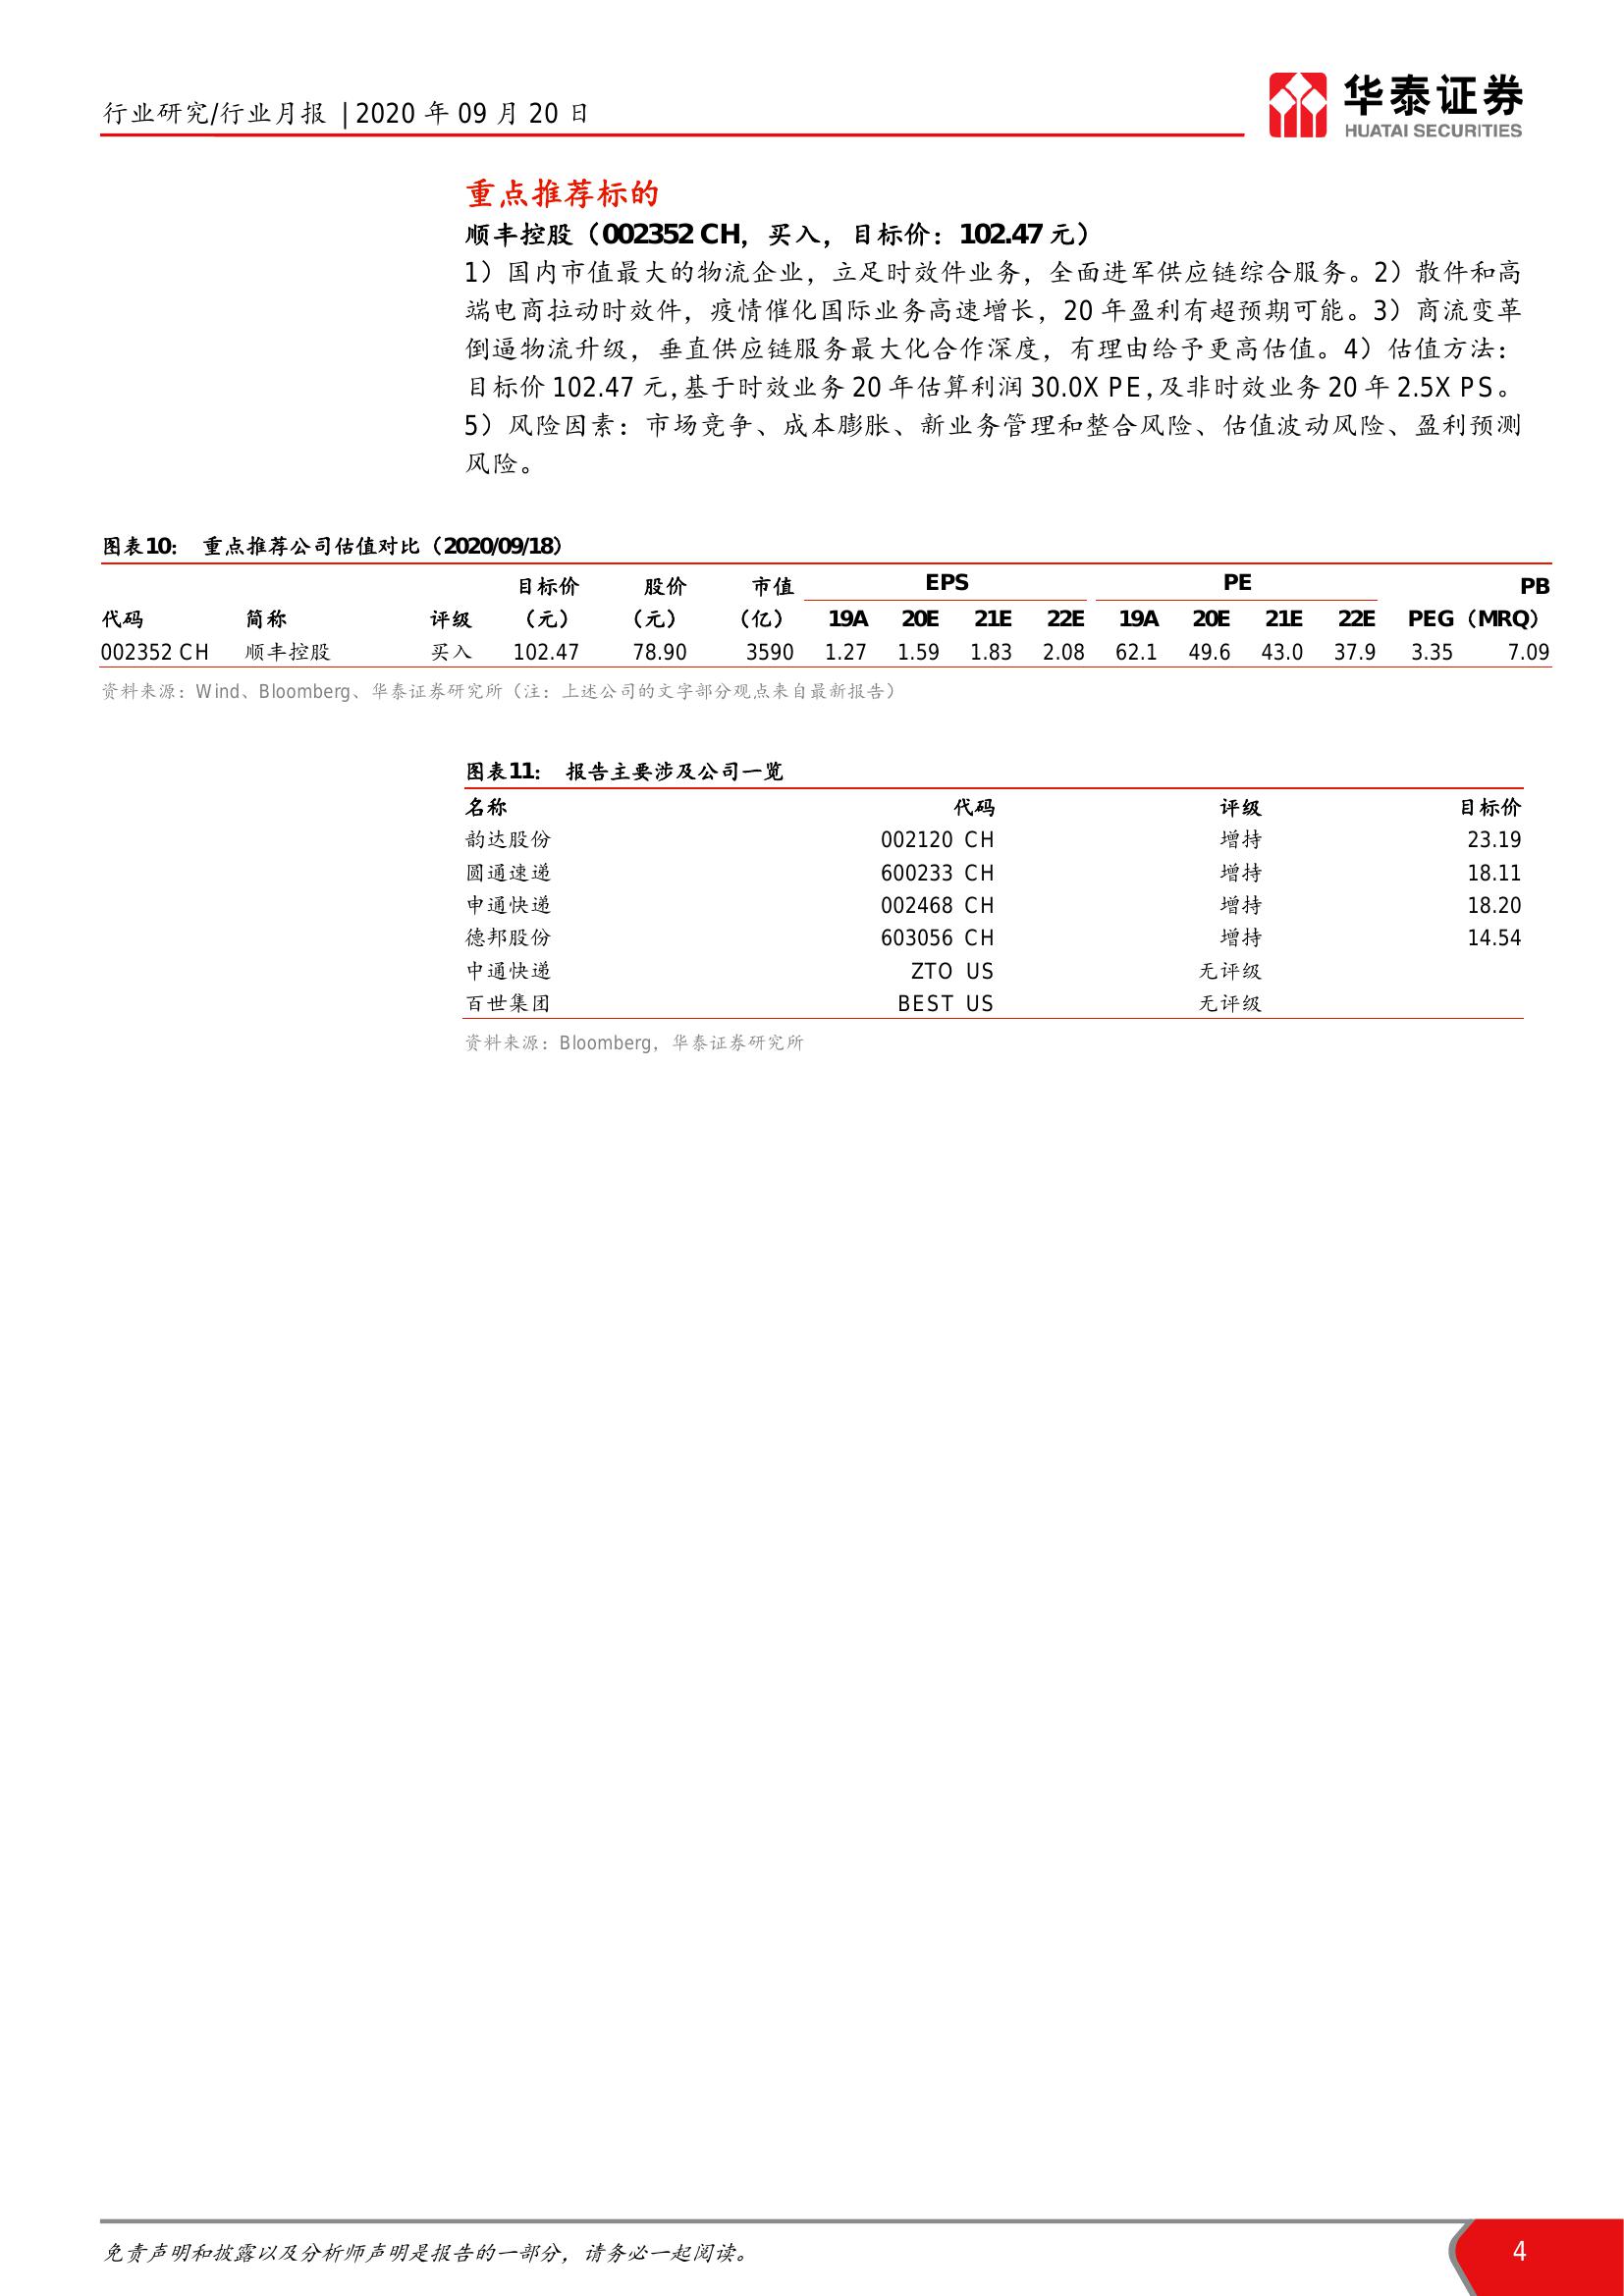 行业研究/行业月报 | 2020 年 09 月 20 日
华泰证券
HUATAI SECURITIES
重点推荐标的
顺丰控股（002352 CH，买入，目标价：102.47 元）
1）国内市值最大的物流企业，立足时效件业务，全面进军供应链综合服务。2）散件和高
端电商拉动时效件，疫情催化国际业务高速增长，20 年盈利有超预期可能。3）商流变革
倒逼物流升级，垂直供应链服务最大化合作深度，有理由给予更高估值。4）估值方法：
目标价 102.47 元，基于时效业务 20 年估算利润 30.0X PE，及非时效业务 20 年 2.5X PS。
5）风险因素：市场竞争、成本膨胀、新业务管理和整合风险、估值波动风险、盈利预测
风险。
图表10： 重点推荐公司估值对比（2020/09/18）
目标价 股价 市值 EPS PE PB
代码 简称 评级 （元） （元） （亿） 19A 20E 21E 22E 19A 20E 21E 22E PEG （MRQ）
002352 CH 顺丰控股 买入 102.47 78.90 3590 1.27 1.59 1.83 2.08 62.1 49.6 43.0 37.9 3.35 7.09
资料来源：Wind、Bloomberg、华泰证券研究所（注：上述公司的文字部分观点来自最新报告）
图表11： 报告主要涉及公司一览
名称 代码 评级 目标价
韵达股份 002120 CH 增持 23.19
圆通速递 600233 CH 增持 18.11
申通快递 002468 CH 增持 18.20
德邦股份 603056 CH 增持 14.54
中通快递 ZTO US 无评级
百世集团 BEST US 无评级
资料来源：Bloomberg，华泰证券研究所
免责声明和披露以及分析师声明是报告的一部分，请务必一起阅读。
4